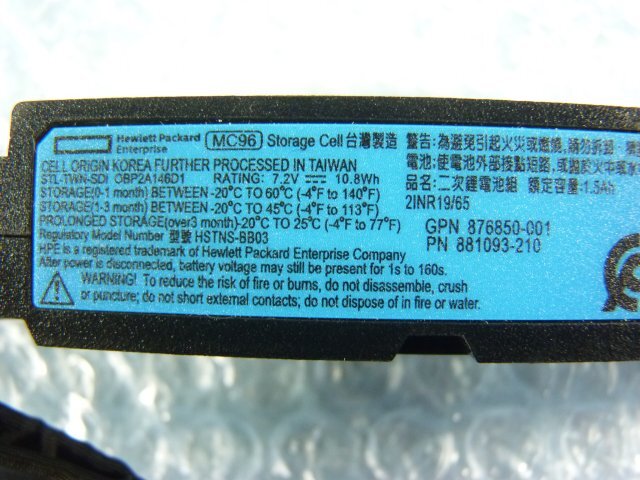 Hewlett Packard
Enterprise
MC96 Storage Cell 台灣製造
CELL ORIGIN KOREA FURTHER PROCESSED IN TAIWAN
STL-TWN-SDI OBP2A146D1 RATING: 7.2V 10.8Wh
STORAGE(0-1 month) BETWEEN -20°C TO 60°C (-4°F to 140°F)
STORAGE(1-3 month) BETWEEN -20°C TO 45°C (-4°F to 113°F)
PROLONGED STORAGE(over3 month)-20°C TO 25°C (-4°F to 77°F)
Regulatory Model Number 型號 HSTNS-BB03
HPE is a registered trademark of Hewlett Packard Enterprise Company
After power is disconnected, battery voltage may still be present for 1s to 160s.
WARNING! To reduce the risk of fire or burns, do not disassemble, crush
or puncture; do not short external contacts; do not dispose of in fire or water.
警告: 為避免發引起火災或燃燒, 請勿拆卸
電池; 使電池外部接點短路, 或將
品名: 二次鋰電池組 額定容量-1.5Ah
2INR19/65
GPN 876850-001
PN 881093-210